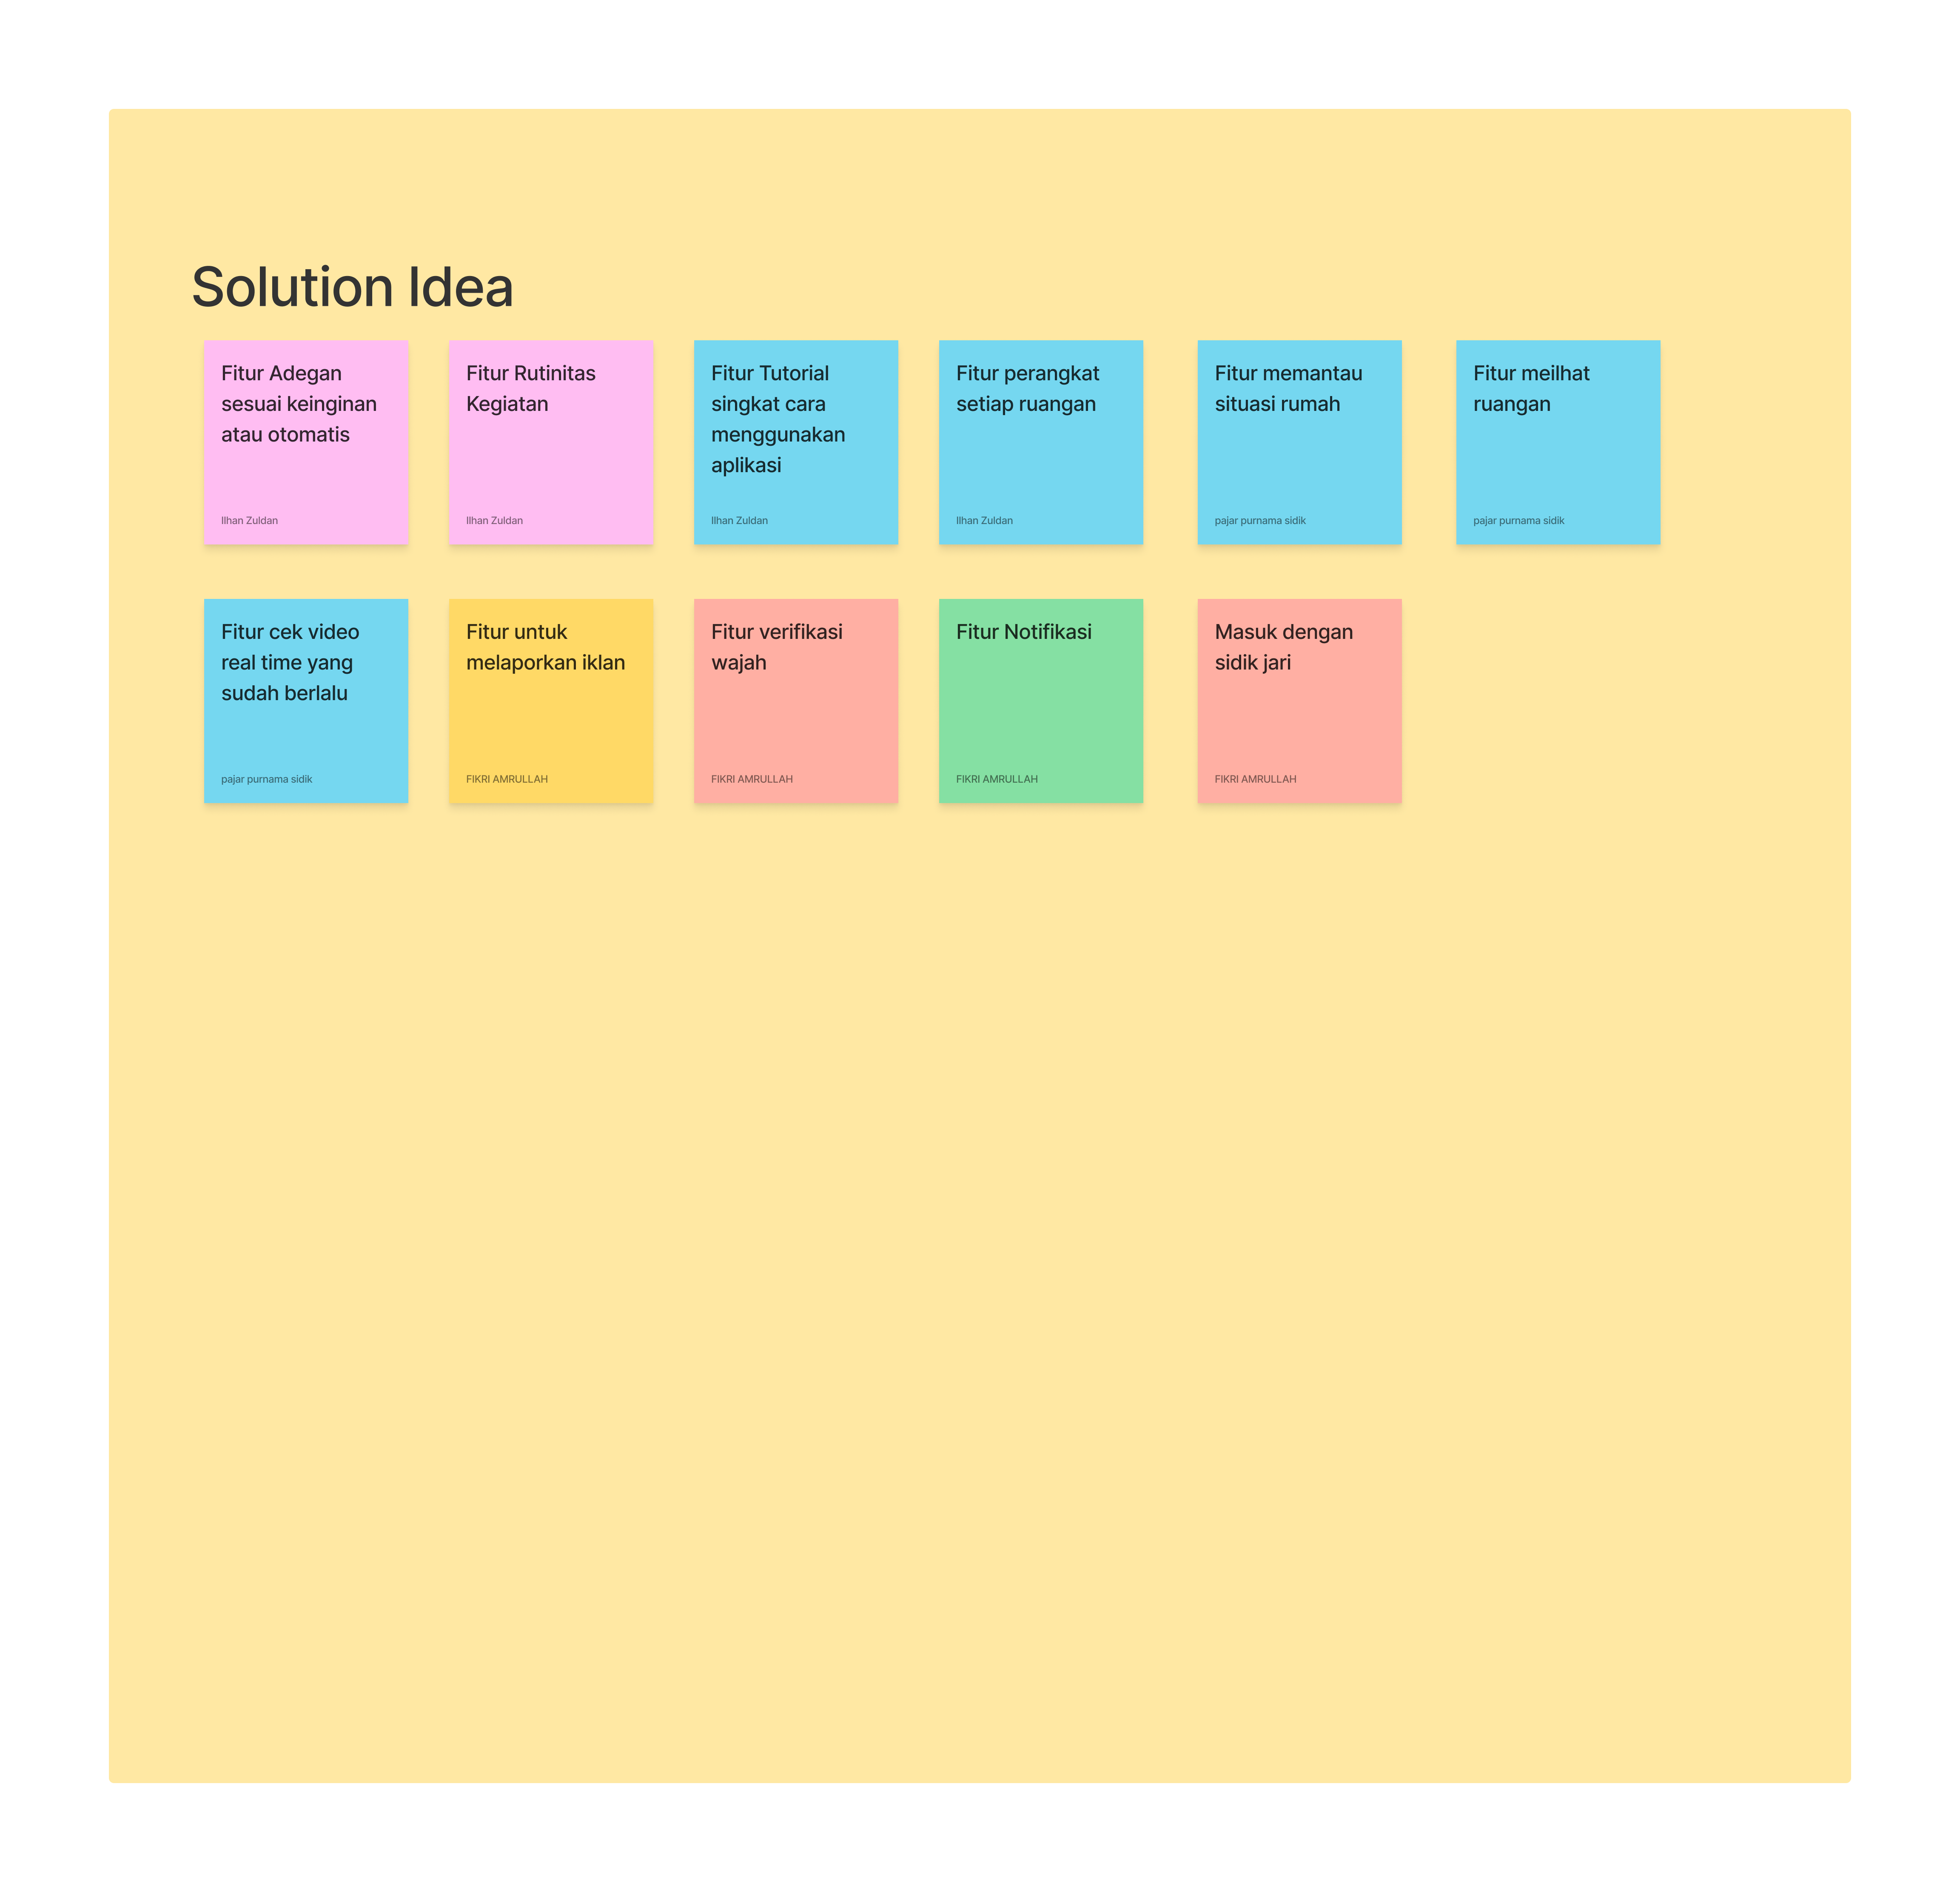 Solution Idea
Fitur Adegan
sesuai keinginan
atau otomatis
Ilhan Zuldan
Fitur Rutinitas
Kegiatan
Ilhan Zuldan
Fitur Tutorial
singkat cara
menggunakan
aplikasi
Ilhan Zuldan
Fitur perangkat
setiap ruangan
Ilhan Zuldan
Fitur memantau
situasi rumah
pajar purnama sidik
Fitur meilhat
ruangan
pajar purnama sidik
Fitur cek video
real time yang
sudah berlalu
pajar purnama sidik
Fitur untuk
melaporkan iklan
FIKRI AMRULLAH
Fitur verifikasi
wajah
FIKRI AMRULLAH
Fitur Notifikasi
FIKRI AMRULLAH
Masuk dengan
sidik jari
FIKRI AMRULLAH